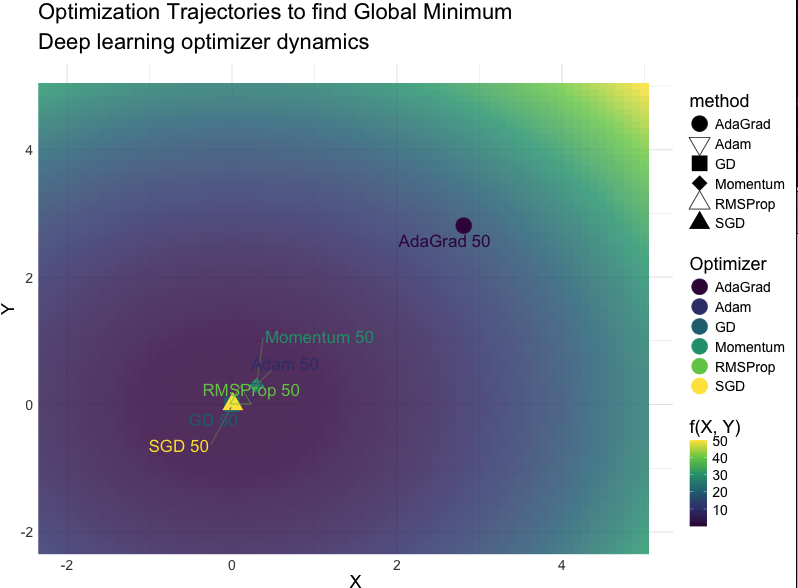 Optimization Trajectories to find Global Minimum
Deep learning optimizer dynamics
Y
4
2
0
-2
AdaGrad 50
Momentum 50
Adam 50
RMSProp 50
GD 50
SGD 50
-2
0
2
4
X
method
AdaGrad
Adam
GD
Momentum
RMSProp
SGD
Optimizer
AdaGrad
Adam
GD
Momentum
RMSProp
SGD
f(X, Y)
50
40
30
20
10